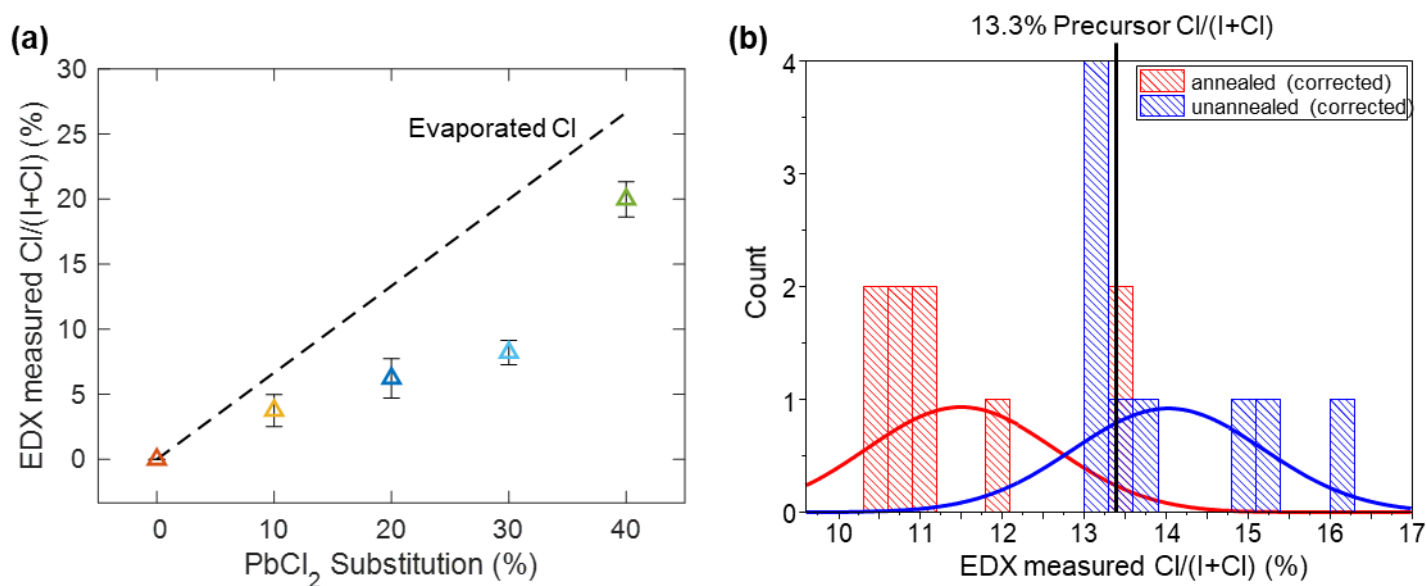 (a)
EDX measured Cl/(I+Cl) (%)
30
25
20
15
10
5
0
Evaporated Cl
0 10 20 30 40
PbCl₂ Substitution (%)
(b)
13.3% Precursor Cl/(I+Cl)
annealed (corrected)
unannealed (corrected)
Count
4
3
2
1
0
10 11 12 13 14 15 16 17
EDX measured Cl/(I+Cl) (%)